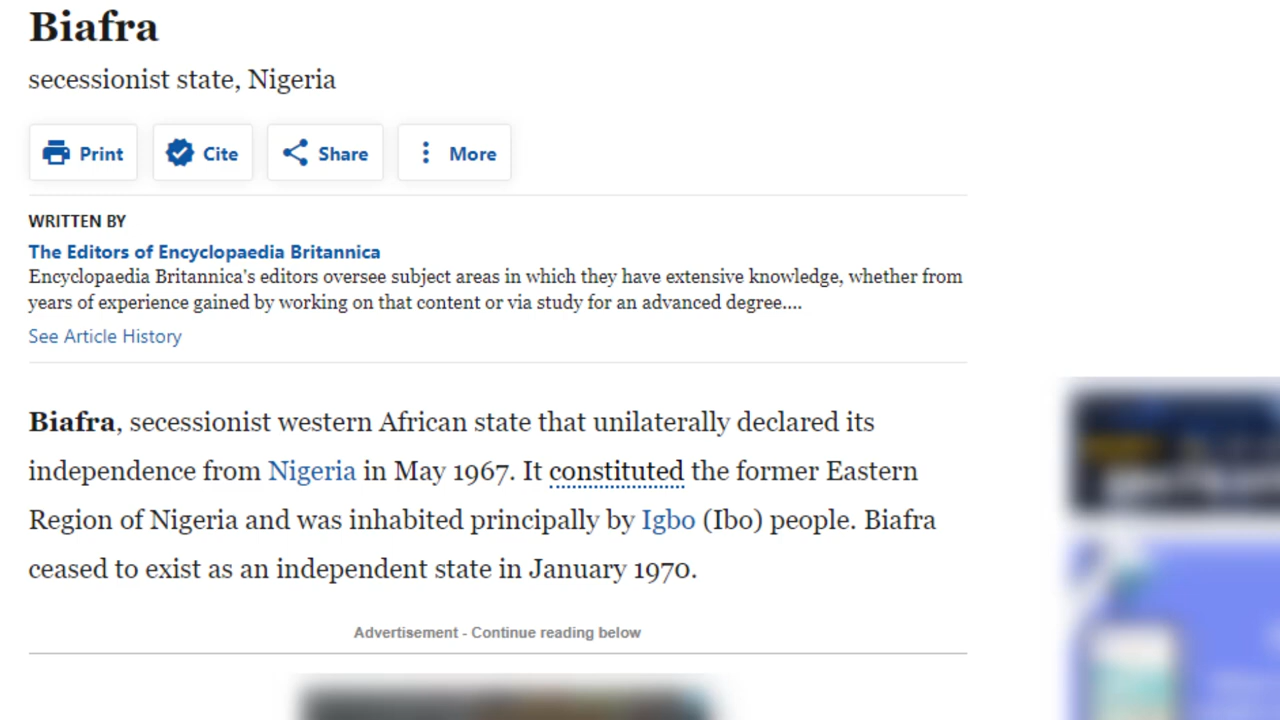 Biafra
secessionist state, Nigeria
Print Cite Share More
WRITTEN BY
The Editors of Encyclopaedia Britannica
Encyclopaedia Britannica's editors oversee subject areas in which they have extensive knowledge, whether from
years of experience gained by working on that content or via study for an advanced degree....
See Article History
Biafra, secessionist western African state that unilaterally declared its
independence from Nigeria in May 1967. It constituted the former Eastern
Region of Nigeria and was inhabited principally by Igbo (Ibo) people. Biafra
ceased to exist as an independent state in January 1970.
Advertisement - Continue reading below